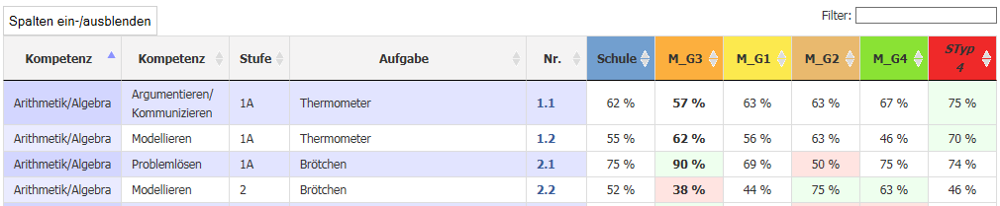 Spalten ein-/ausblenden
Filter:
Kompetenz Kompetenz Stufe Aufgabe Nr. Schule M_G3 M_G1 M_G2 M_G4 STyp 4
Arithmetik/Algebra Argumentieren/ Kommunizieren 1A Thermometer 1.1 62 % 57 % 63 % 63 % 67 % 75 %
Arithmetik/Algebra Modellieren 1A Thermometer 1.2 55 % 62 % 56 % 63 % 46 % 70 %
Arithmetik/Algebra Problemlösen 1A Brötchen 2.1 75 % 90 % 69 % 50 % 75 % 74 %
Arithmetik/Algebra Modellieren 2 Brötchen 2.2 52 % 38 % 44 % 75 % 63 % 46 %